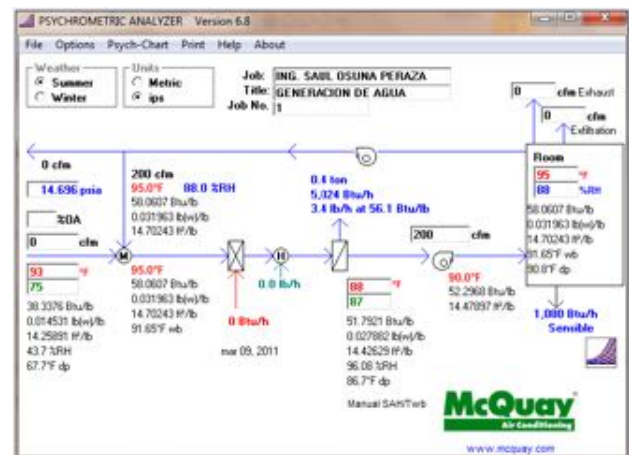 PSYCHROMETRIC ANALYZER Version 6.8
File Options Psych-Chart Print Help About
Weather
Summer
Winter
Units
Metric
ips
Job: ING. SAUL OSUNA PERAZA
Title: GENERACION DE AGUA
Job No. 1
0 cfm Exhaust
0 cfm
Exfiltration
0 cfm
14.696 psia
%OA
0 cfm
93 °F
75
38.3376 Btu/lb
0.014531 lb(w)/lb
14.25891 ft³/lb
43.7 %RH
67.7°F dp
200 cfm
95.0°F 88.0 %RH
58.0607 Btu/lb
0.031963 lb(w)/lb
14.70243 ft³/lb
M
95.0°F
58.0607 Btu/lb
0.031963 lb(w)/lb
14.70243 ft³/lb
91.65°F wb
0 Btu/h
mar 09, 2011
H
0.0 lb/h
0.4 ton
5,024 Btu/h
3.4 lb/h at 56.1 Btu/lb
88 °F
87
51.7921 Btu/lb
0.027882 lb(w)/lb
14.42629 ft³/lb
96.08 %RH
86.7°F dp
Manual SAH/Twb
200 cfm
90.0°F
52.2968 Btu/lb
14.47897 ft³/lb
Room
95 °F
88 %RH
58.0607 Btu/lb
0.031963 lb(w)/lb
14.70243 ft³/lb
91.65°F wb
90.8°F dp
1,080 Btu/h
Sensible
McQuay
Air Conditioning
www.mcquay.com